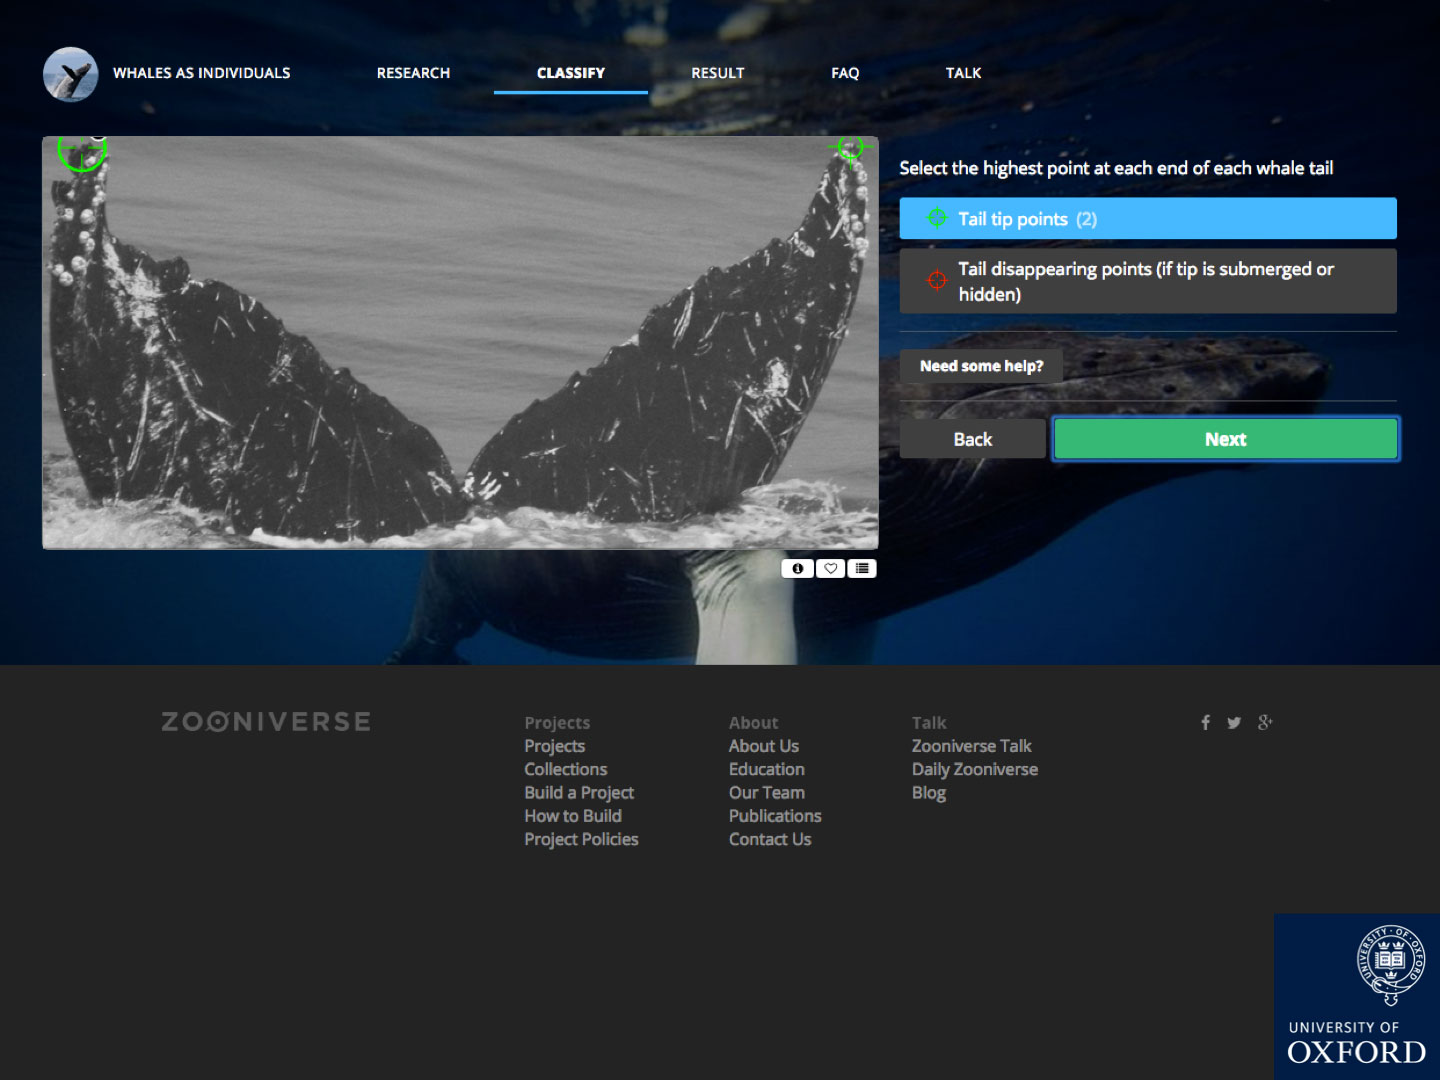 WHALES AS INDIVIDUALS
RESEARCH
CLASSIFY
RESULT
FAQ
TALK
Select the highest point at each end of each whale tail
Tail tip points (2)
Tail disappearing points (if tip is submerged or
hidden)
Need some help?
Back
Next
ZOONIVERSE
Projects
Projects
Collections
Build a Project
How to Build
Project Policies
About
About Us
Education
Our Team
Publications
Contact Us
Talk
Zooniverse Talk
Daily Zooniverse
Blog
UNIVERSITY OF OXFORD
UNIVERSITY OF
OXFORD